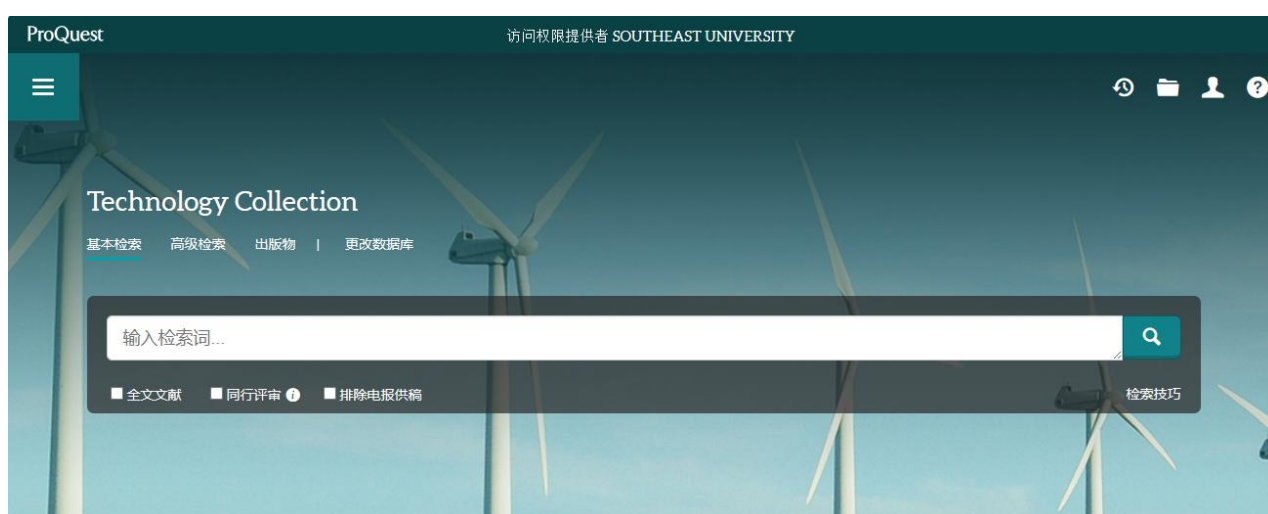 ProQuest 访问权限提供者 SOUTHEAST UNIVERSITY
Technology Collection
基本检索 高级检索 出版物 | 更改数据库
输入检索词...
全文文献 同行评审 排除电报供稿 检索技巧